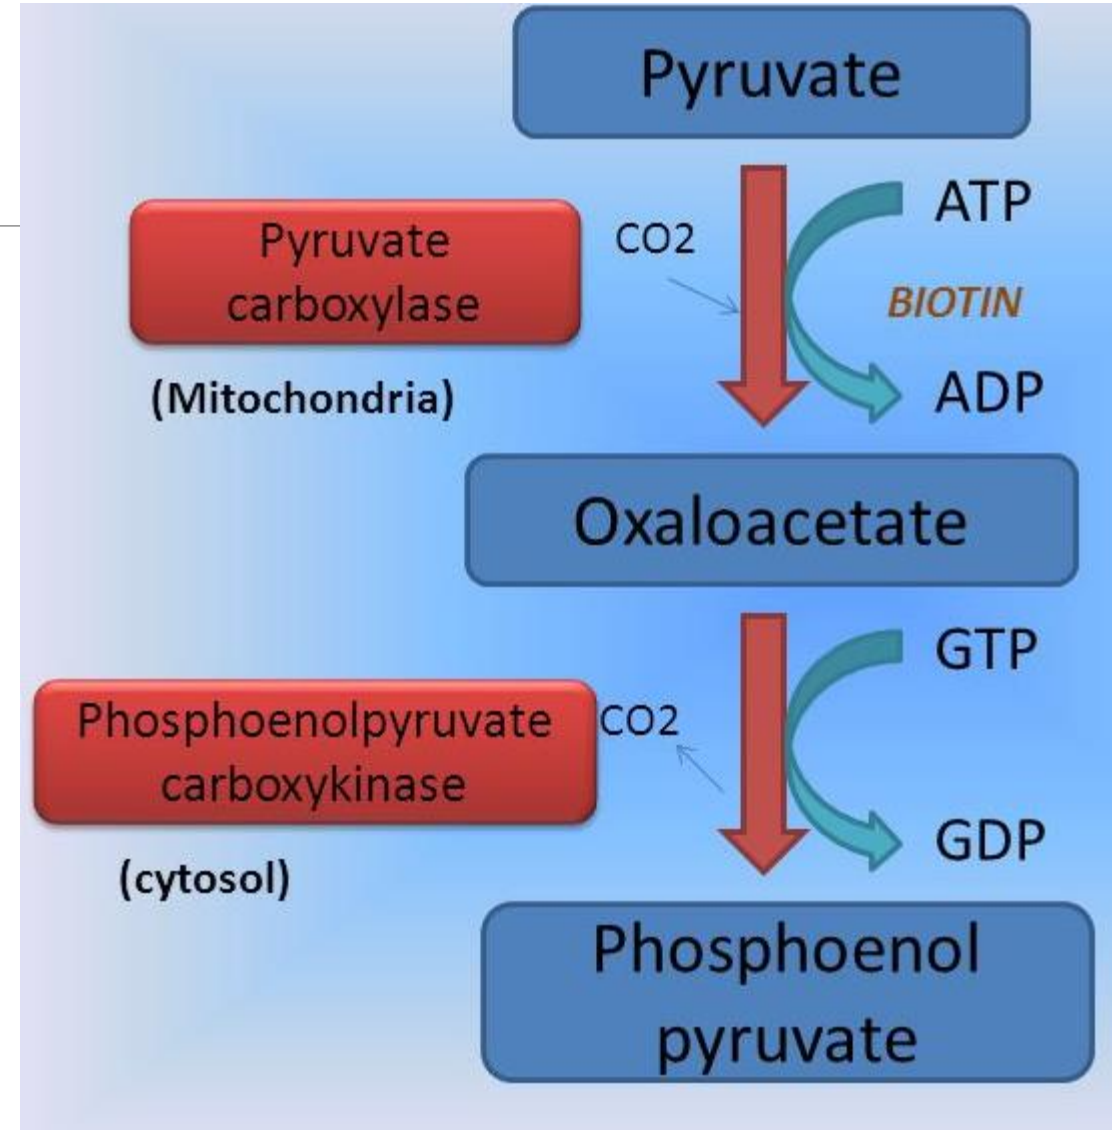 Pyruvate
Pyruvate
carboxylase
(Mitochondria)
CO2
ATP
BIOTIN
ADP
Oxaloacetate
Phosphoenolpyruvate
carboxykinase
(cytosol)
CO2
GTP
GDP
Phosphoenol
pyruvate